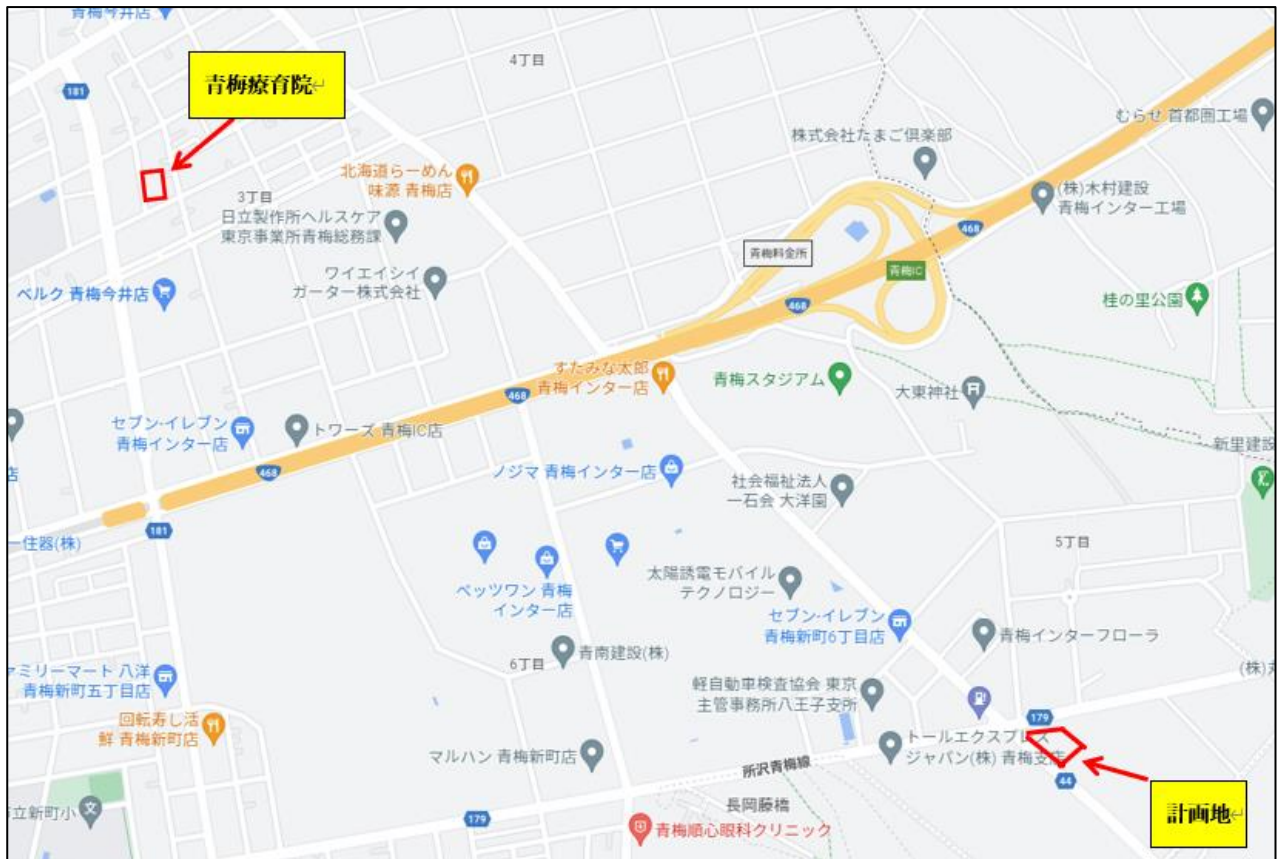 青梅今井店
181
青梅療育院
4丁目
むらせ 首都圏工場
株式会社たまご倶楽部
北海道らーめん
味源 青梅店
3丁目
日立製作所ヘルスケア
東京事業所青梅総務課
(株)木村建設
青梅インター工場
468
青梅料金所
青梅IC
ワイエイシイ
ガーター株式会社
ベルク 青梅今井店
468
桂の里公園
すたみな太郎
青梅インター店
青梅スタジアム
大東神社
468
セブン-イレブン
青梅インター店
トワーズ 青梅IC店
新里建設
店
468
ノジマ 青梅インター店
社会福祉法人
一石会 大洋園
181
ー住器(株)
5丁目
ペッツワン 青梅
インター店
太陽誘電モバイル
テクノロジー
セブン-イレブン
青梅新町6丁目店
青梅インターフローラ
6丁目
青南建設(株)
ァミリーマート 八洋
青梅新町五丁目店
軽自動車検査協会 東京
主管事務所八王子支所
(株)
回転寿し活
鮮 青梅新町店
179
トールエクスプレス
ジャパン(株) 青梅支店
マルハン 青梅新町店
所沢青梅線
44
長岡藤橋
計画地
立新町小
文
179
青梅順心眼科クリニック